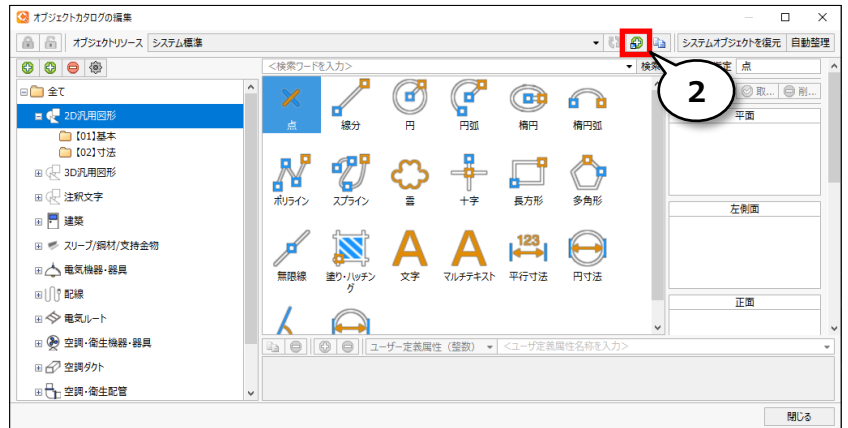 オブジェクトカタログの編集
オブジェクトリソース システム標準
システムオブジェクトを復元 自動整理
<検索ワードを入力>
検索
定 点
2
取... 削...
全て
2D汎用図形
【01】基本
【02】寸法
3D汎用図形
注釈文字
建築
スリーブ/鋼材/支持金物
電気機器・器具
配線
電気ルート
空調・衛生機器・器具
空調ダクト
空調・衛生配管
点 線分 円 円弧 楕円 楕円弧
ポリライン スプライン 雲 十字 長方形 多角形
123
無限線 塗り・ハッチング 文字 マルチテキスト 平行寸法 円寸法
平面
左側面
正面
ユーザー定義属性（整数） <ユーザ定義属性名称を入力>
閉じる